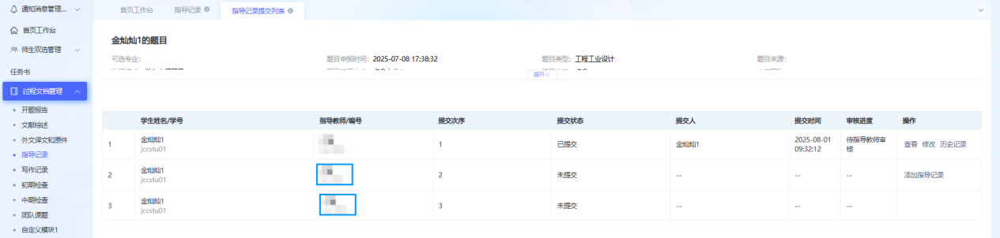 通知消息管理...
首页工作台
指导记录
指导记录提交列表
首页工作台
师生双选管理
任务书
过程文档管理
开题报告
文献综述
外文译文和原件
指导记录
写作记录
初期检查
中期检查
团队课题
自定义模块1
金灿灿1的题目
可选专业：
题目申报时间：2025-07-08 17:38:32
题目类型：工程工业设计
题目来源：
展开
学生姓名/学号 指导教师/编号 提交次序 提交状态 提交人 提交时间 审核进度 操作
1 金灿灿1 1 已提交 金灿灿1 2025-08-01 待指导教师审 查看 修改 历史记录
jccstu01 09:32:12 核
2 金灿灿1 2 未提交 -- -- -- 添加指导记录
jccstu01
3 金灿灿1 3 未提交 -- -- --
jccstu01